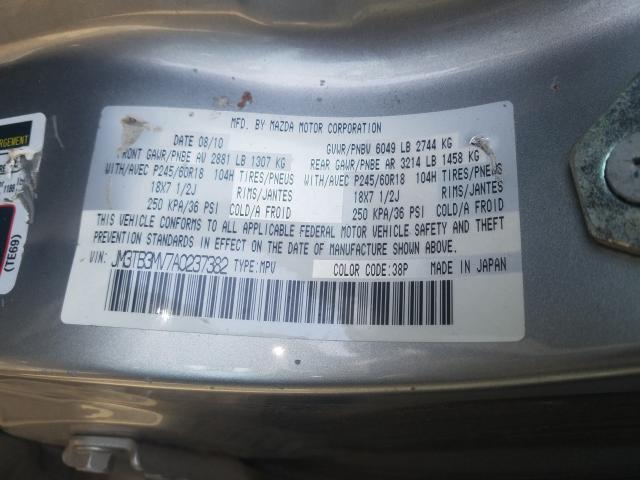 MFD. BY MAZDA MOTOR CORPORATION
DATE 08/10 GVWR/PNBV 6049 LB 2744 KG
FRONT GAWR/PNBE AV 2881 LB 1307 KG REAR GAWR/PNBE AR 3214 LB 1458 KG
WITH/AVEC P245/60R18 104H TIRES/PNEUS WITH/AVEC P245/60R18 104H TIRES/PNEUS
18X7 1/2J RIMS/JANTES 18X7 1/2J RIMS/JANTES
250 KPA/36 PSI COLD/A FROID 250 KPA/36 PSI COLD/A FROID
THIS VEHICLE CONFORMS TO ALL APPLICABLE FEDERAL MOTOR VEHICLE SAFETY AND THEFT
PREVENTION STANDARDS IN EFFECT ON THE DATE OF MANUFACTURE SHOWN ABOVE.
VIN: JM3TB3MV7A0237382 TYPE:MPV COLOR CODE:38P MADE IN JAPAN
(TE69)